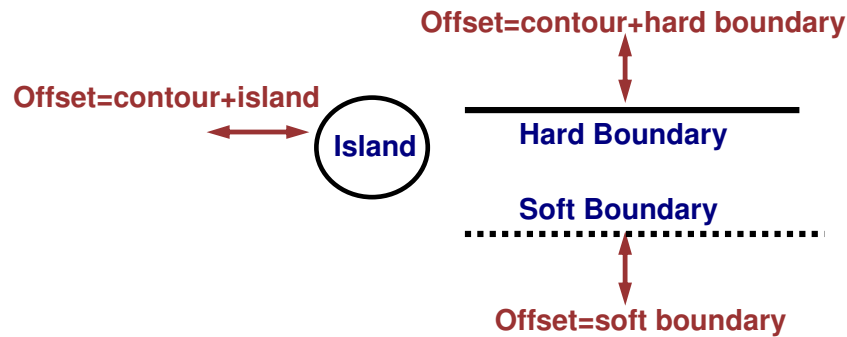 Offset=contour+hard boundary
Offset=contour+island
Island
Hard Boundary
Soft Boundary
Offset=soft boundary